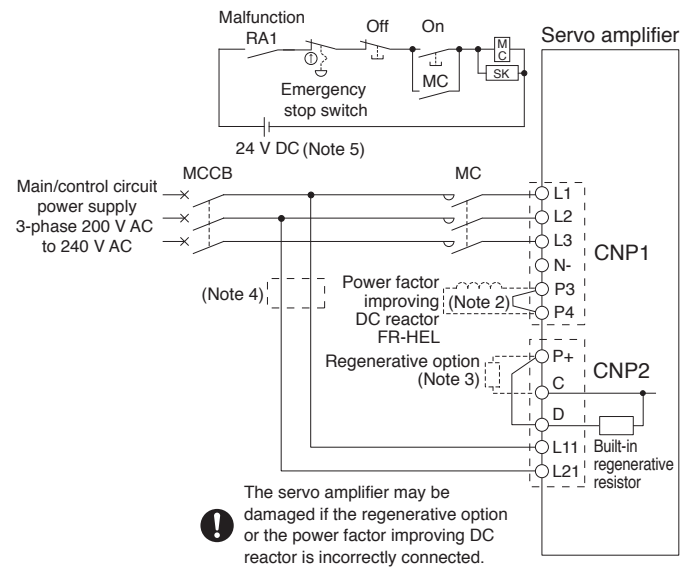 Malfunction
RA1
Off
On
Emergency
stop switch
MC
M
C
SK
24 V DC (Note 5)
Servo amplifier
MCCB
MC
Main/control circuit
power supply
3-phase 200 V AC
to 240 V AC
L1
L2
L3
N-
P3
P4
CNP1
(Note 4)
Power factor
improving
DC reactor
FR-HEL
(Note 2)
Regenerative option
(Note 3)
P+
C
D
L11
L21
CNP2
Built-in
regenerative
resistor
The servo amplifier may be
damaged if the regenerative option
or the power factor improving DC
reactor is incorrectly connected.